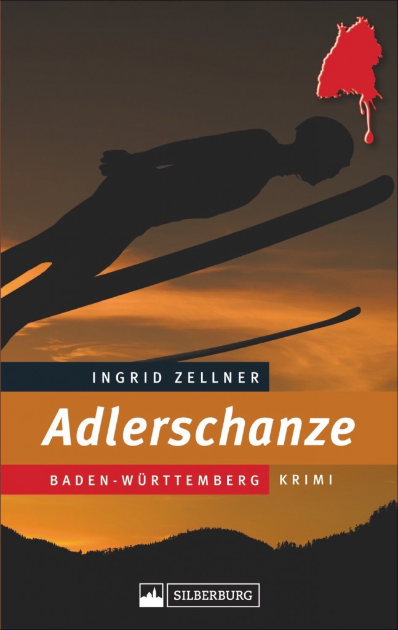 INGRID ZELLNER
Adlerschanze
BADEN-WÜRTTEMBERG KRIMI
SILBERBURG